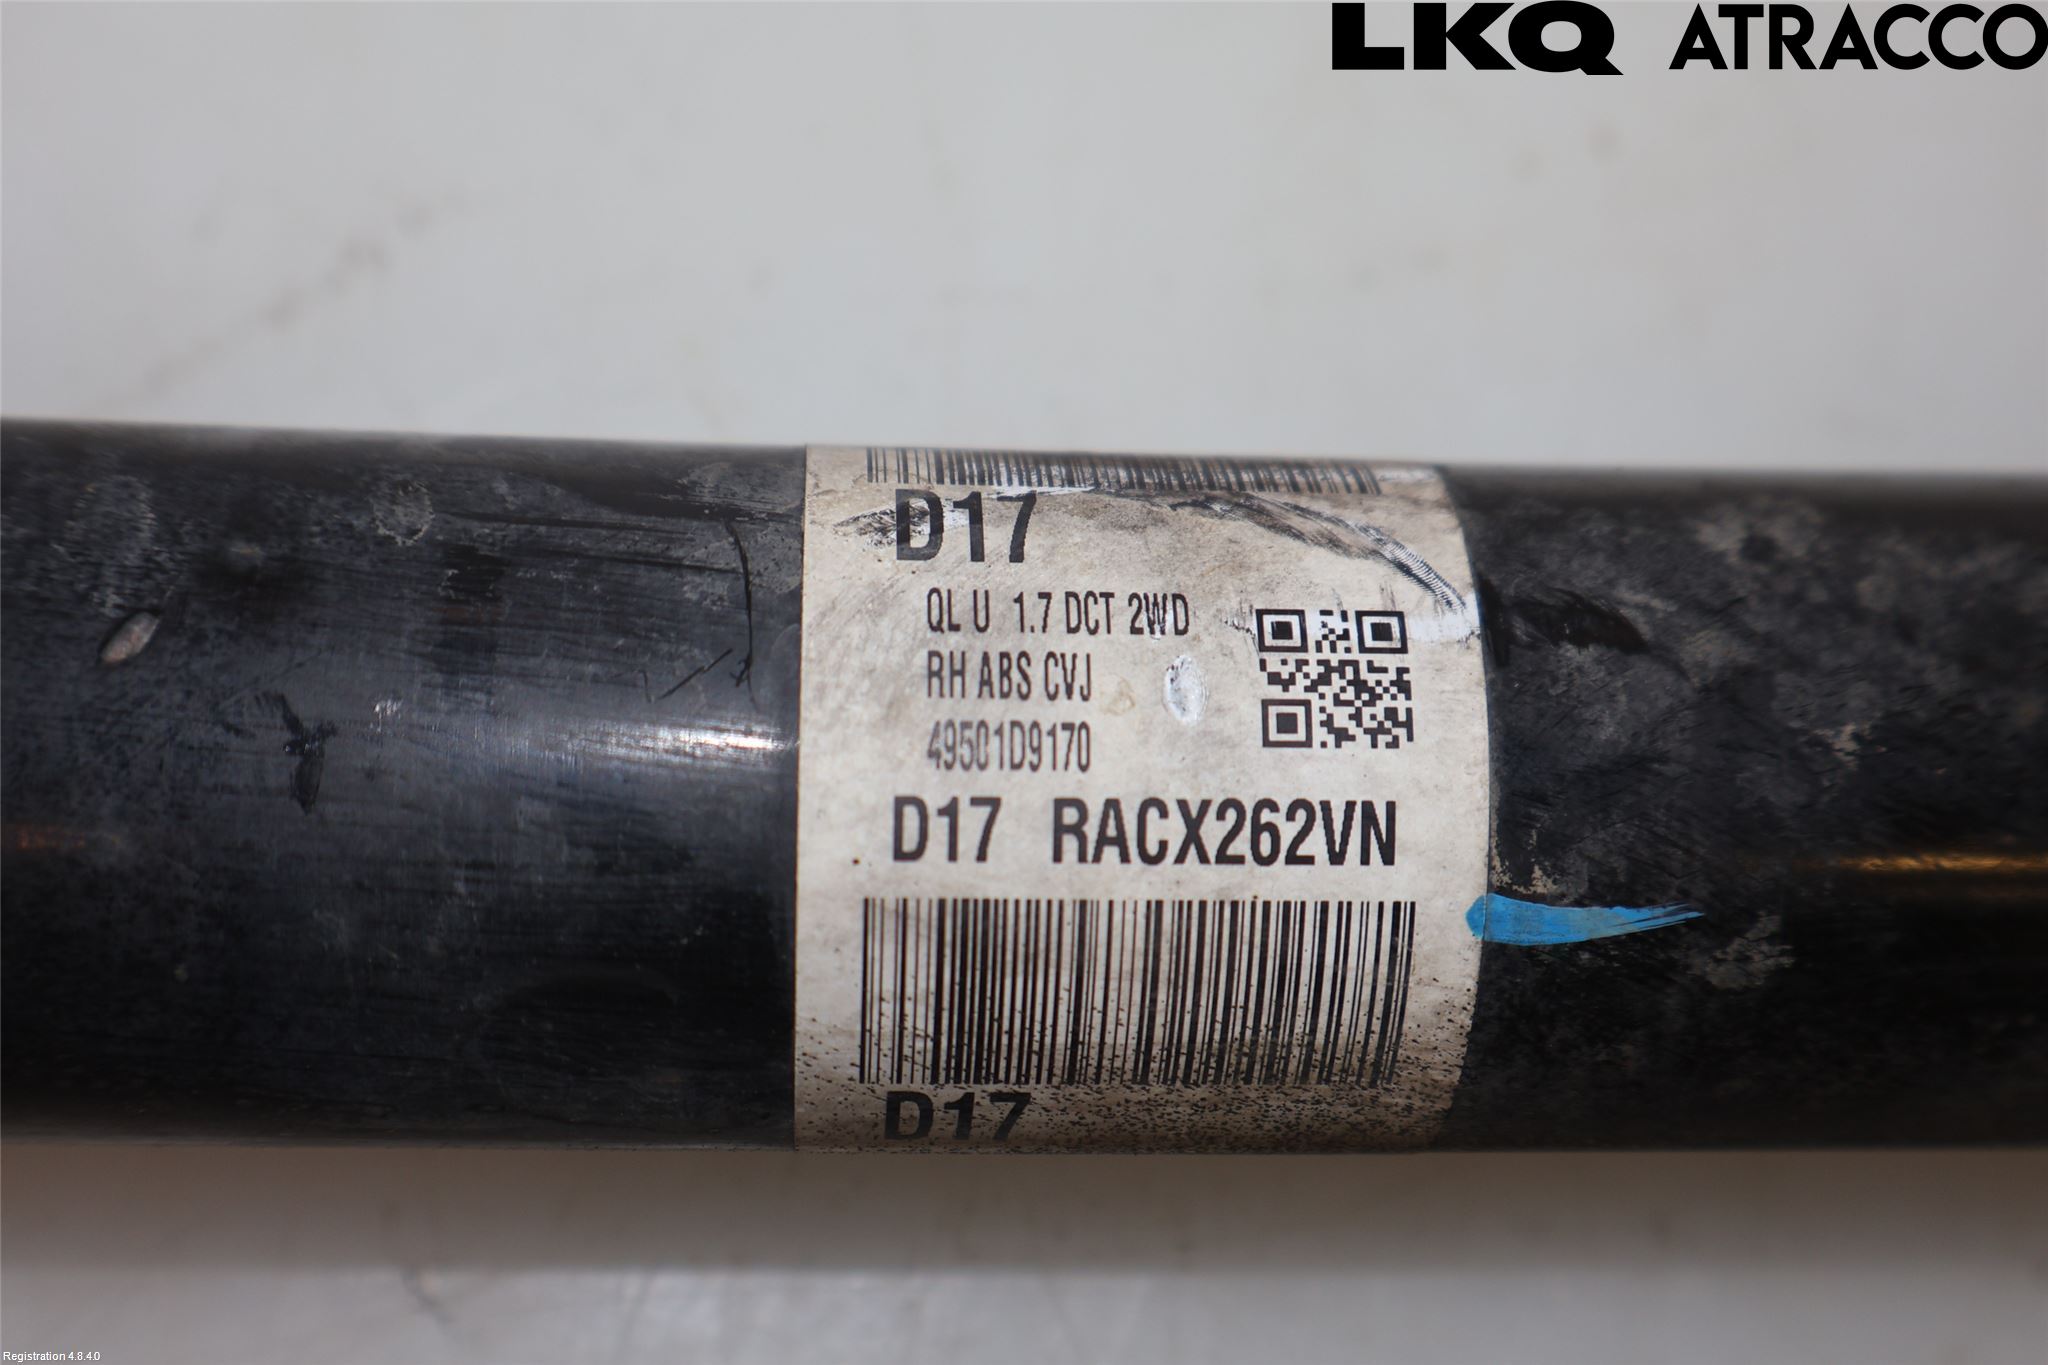 LKQ ATRACCO
D17
QL U 1.7 DCT 2WD
RH ABS CVJ
49501D9170
D17 RACX262VN
D17
Registration 4.8.4.0